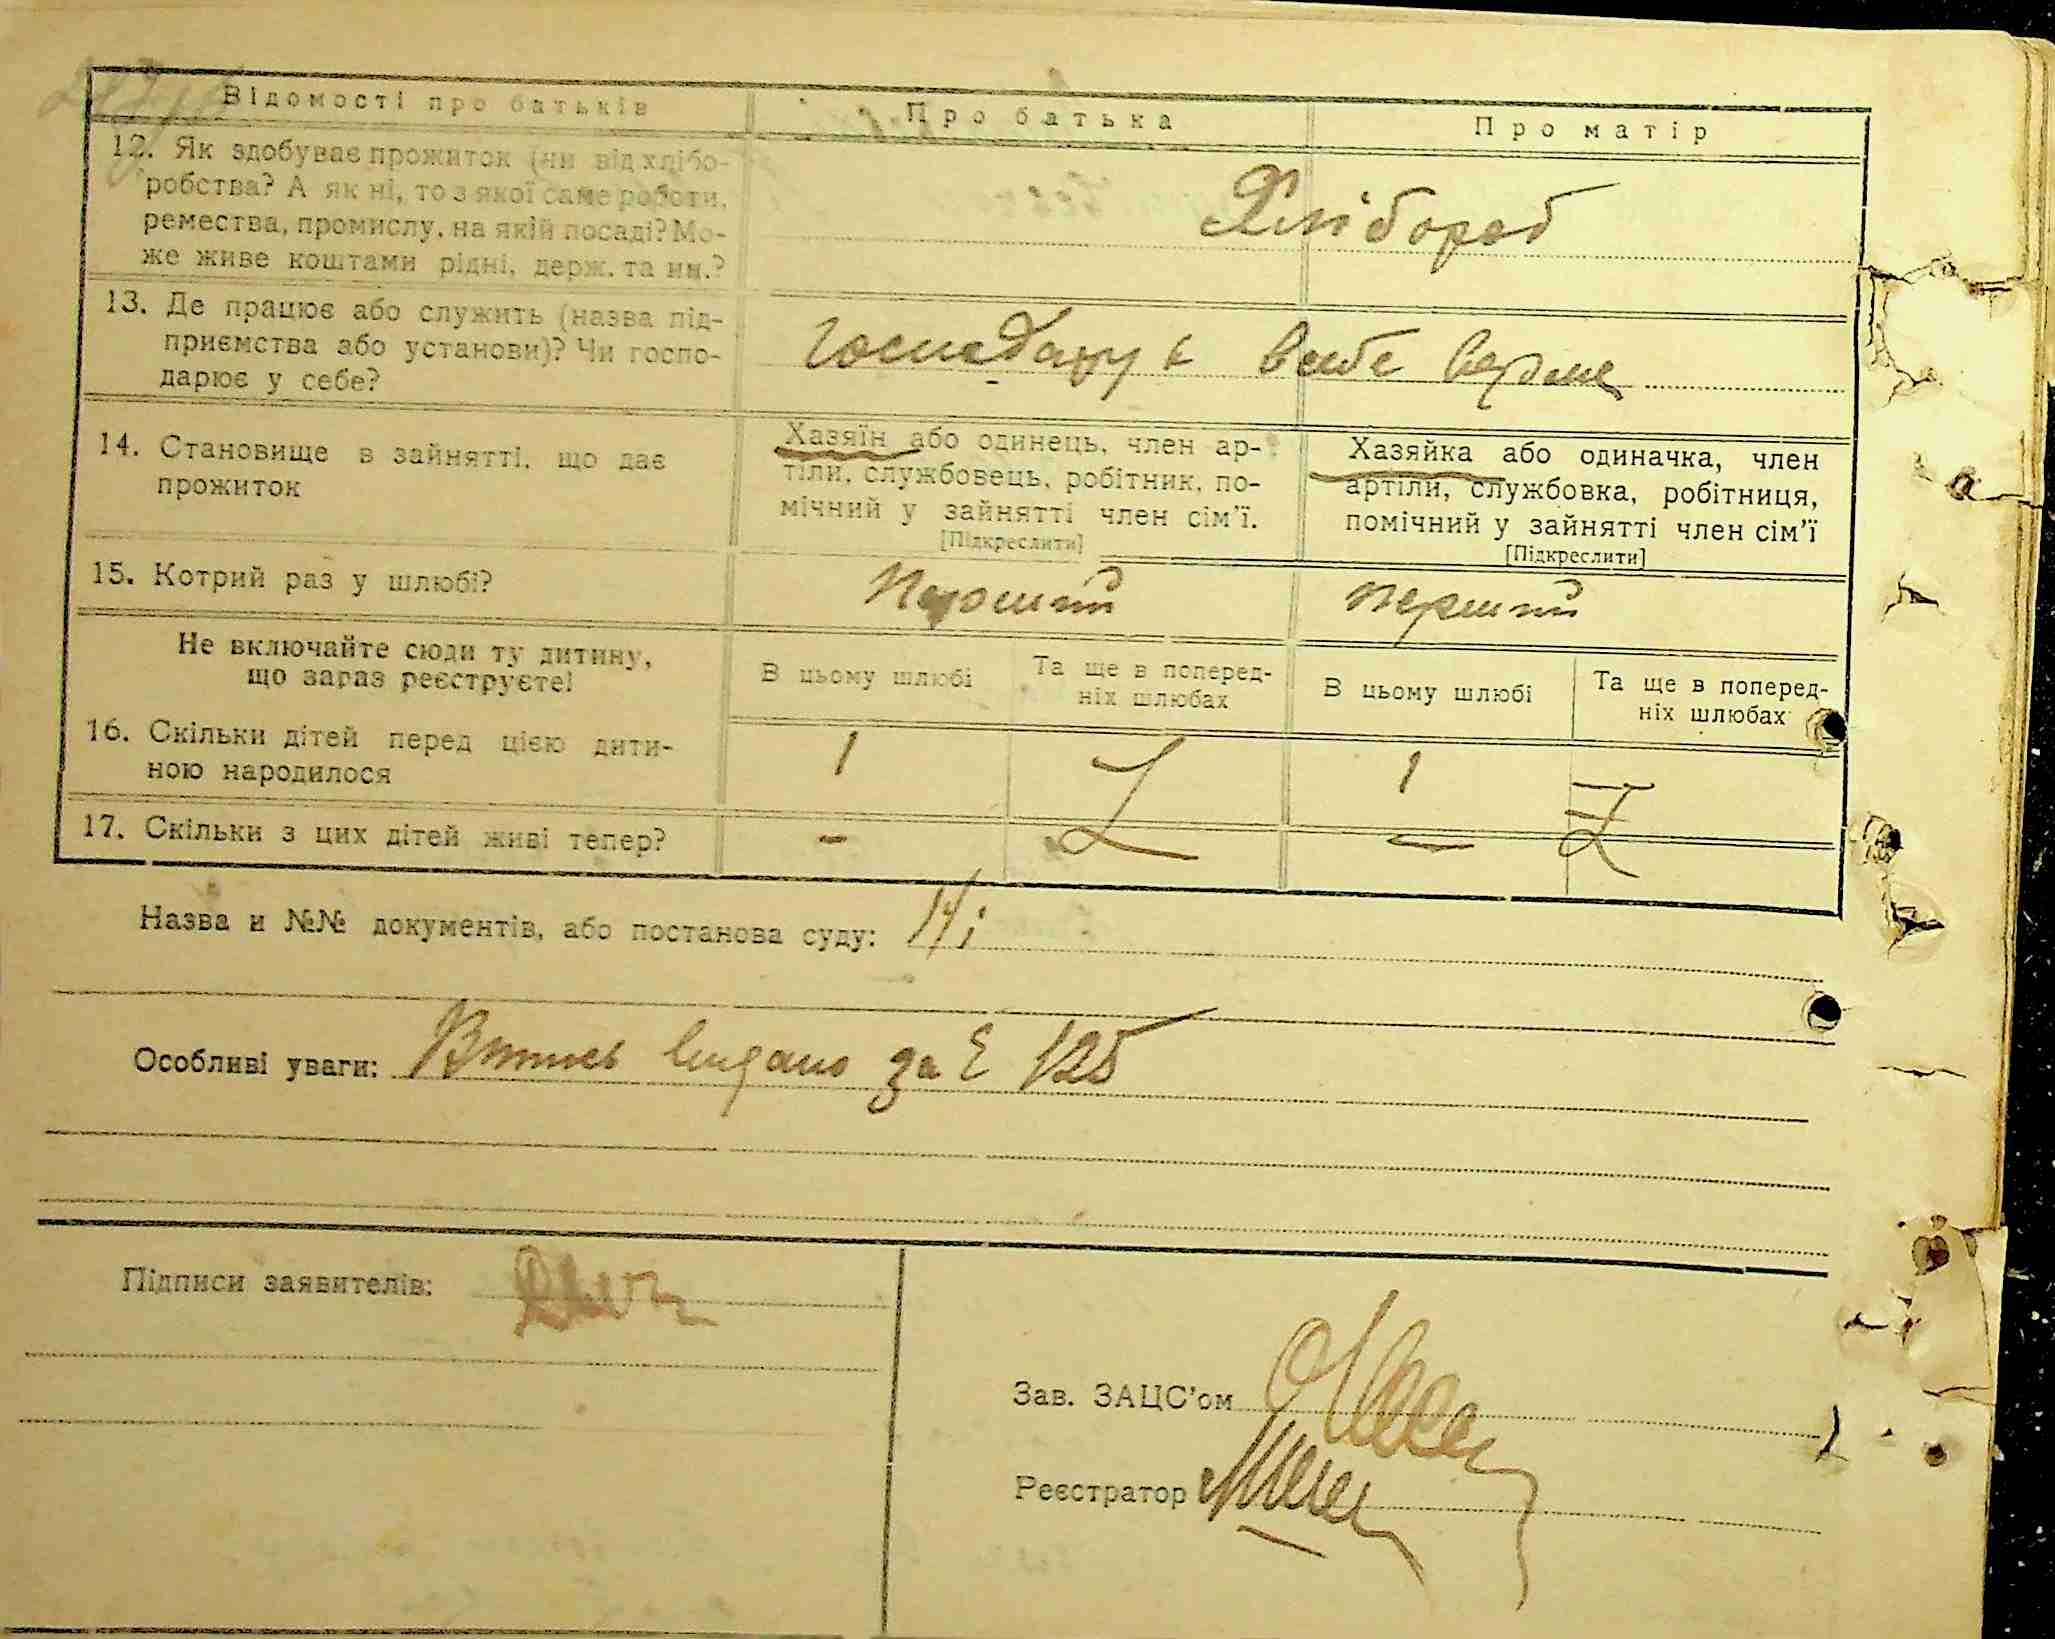 Відомості про батьків
Про батька
Про матір
12. Як здобуває прожиток (чи від хлібо-
робства? А як ні, то з якої саме роботи,
ремества, промислу, на якій посаді? Мо-
же живе коштами рідні, держ. та ин.?
Хлібороб
13. Де працює або служить (назва під-
приємства або установи)? Чи госпо-
дарює у себе?
14. Становище в зайнятті, що дає
прожиток
Хазяїн або одинець, член ар-
тіли, службовець, робітник, по-
мічний у зайнятті член сім'ї.
[Підкреслити]
Хазяйка або одиначка, член
артіли, службовка, робітниця,
помічний у зайнятті член сім'ї
[Підкреслити]
15. Котрий раз у шлюбі?
Перший
перший
Не включайте сюди ту дитину,
що зараз реєструєте!
В цьому шлюбі
Та ще в поперед-
ніх шлюбах
В цьому шлюбі
Та ще в поперед-
ніх шлюбах
16. Скільки дітей перед цією дити-
ною народилося
1
1
17. Скільки з цих дітей живі тепер?
-
-
Назва и №№ документів, або постанова суду: Ні
Особливі уваги: видано за 125
Підписи заявителів:
Зав. ЗАЦС'ом
Реєстратор